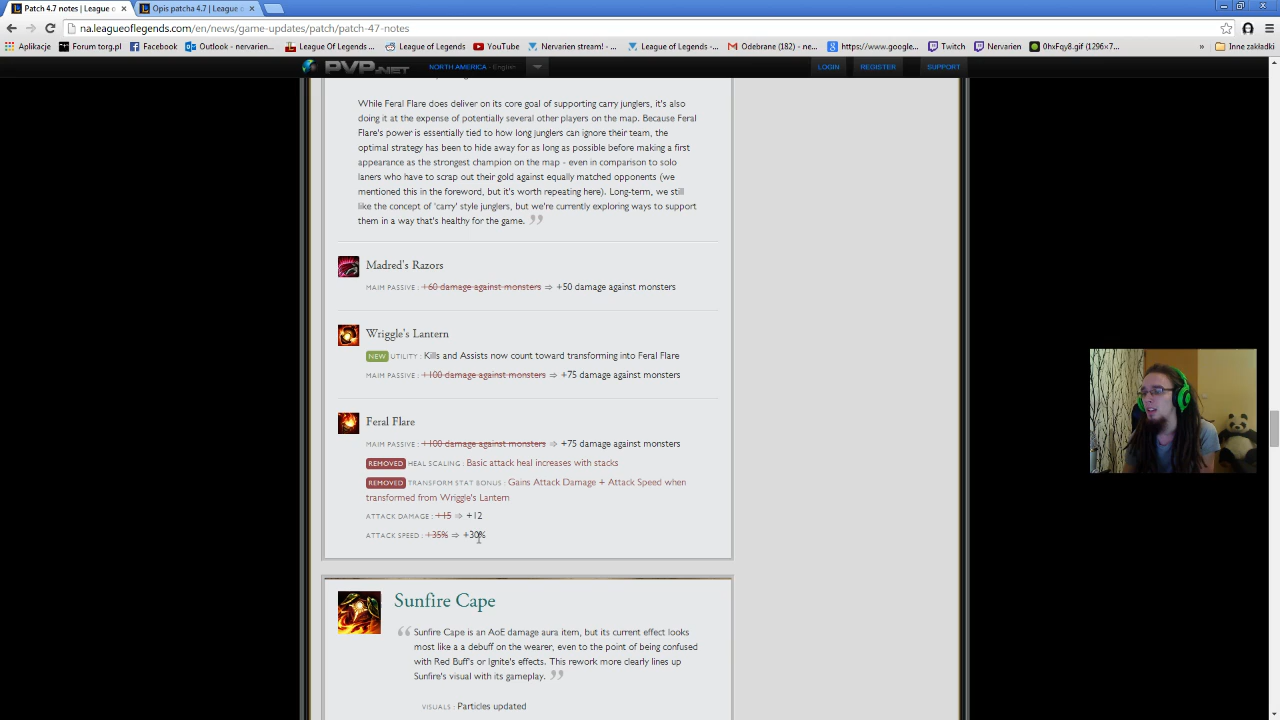 Patch 4.7 notes | League o
Opis patcha 4.7 | League o
na.leagueoflegends.com/en/news/game-updates/patch/patch-47-notes
Aplikacje
Forum torg.pl
Facebook
Outlook - nervarien...
League Of Legends ...
League of Legends
YouTube
Nervarien stream! -...
League of Legends -...
Odebrane (182) - ne...
https://www.google...
Twitch
Nervarien
0hxFqy8.gif (1296×7...
»
Inne zakładki
PVP.NET
NORTH AMERICA - English
LOGIN
REGISTER
SUPPORT
While Feral Flare does deliver on its core goal of supporting carry junglers, it's also
doing it at the expense of potentially several other players on the map. Because Feral
Flare's power is essentially tied to how long junglers can ignore their team, the
optimal strategy has been to hide away for as long as possible before making a first
appearance as the strongest champion on the map - even in comparison to solo
laners who have to scrap out their gold against equally matched opponents (we
mentioned this in the foreword, but it's worth repeating here). Long-term, we still
like the concept of 'carry' style junglers, but we're currently exploring ways to support
them in a way that's healthy for the game. ”
Madred's Razors
MAIM PASSIVE : +60 damage against monsters ⇒ +50 damage against monsters
Wriggle's Lantern
NEW UTILITY : Kills and Assists now count toward transforming into Feral Flare
MAIM PASSIVE : +100 damage against monsters ⇒ +75 damage against monsters
Feral Flare
MAIM PASSIVE : +100 damage against monsters ⇒ +75 damage against monsters
REMOVED HEAL SCALING : Basic attack heal increases with stacks
REMOVED TRANSFORM STAT BONUS : Gains Attack Damage + Attack Speed when
transformed from Wriggle's Lantern
ATTACK DAMAGE : +15 ⇒ +12
ATTACK SPEED : +35% ⇒ +30%
Sunfire Cape
“ Sunfire Cape is an AoE damage aura item, but its current effect looks
most like a a debuff on the wearer, even to the point of being confused
with Red Buff's or Ignite's effects. This rework more clearly lines up
Sunfire's visual with its gameplay. ”
VISUALS : Particles updated